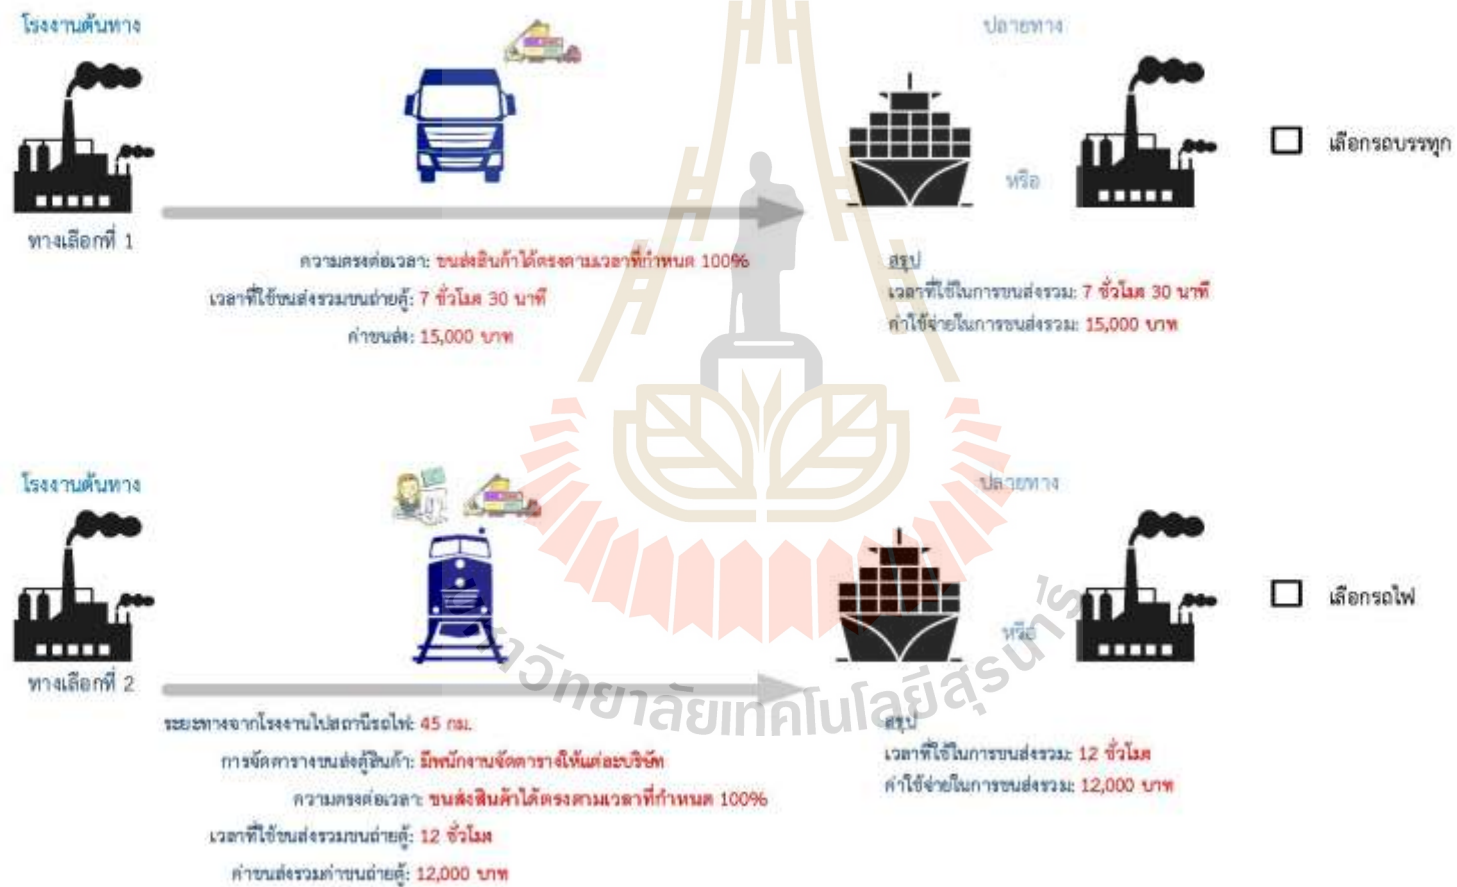 โรงงานต้นทาง
ปลายทาง
เลือกรถบรรทุก
หรือ
ทางเลือกที่ 1
ความตรงต่อเวลา: ขนส่งสินค้าได้ตรงตามเวลาที่กำหนด 100%
เวลาที่ใช้ขนส่งรวมขนถ่ายตู้: 7 ชั่วโมง 30 นาที
ค่าขนส่ง: 15,000 บาท
สรุป
เวลาที่ใช้ในการขนส่งรวม: 7 ชั่วโมง 30 นาที
ค่าใช้จ่ายในการขนส่งรวม: 15,000 บาท
โรงงานต้นทาง
ปลายทาง
เลือกรถไฟ
หรือ
ทางเลือกที่ 2
ระยะทางจากโรงงานไปสถานีรถไฟ: 45 กม.
การจัดตารางขนส่งตู้สินค้า: มีพนักงานจัดตารางให้แต่ละบริษัท
ความตรงต่อเวลา: ขนส่งสินค้าได้ตรงตามเวลาที่กำหนด 100%
เวลาที่ใช้ขนส่งรวมขนถ่ายตู้: 12 ชั่วโมง
ค่าขนส่งรวมค่าขนถ่ายตู้: 12,000 บาท
สรุป
เวลาที่ใช้ในการขนส่งรวม: 12 ชั่วโมง
ค่าใช้จ่ายในการขนส่งรวม: 12,000 บาท